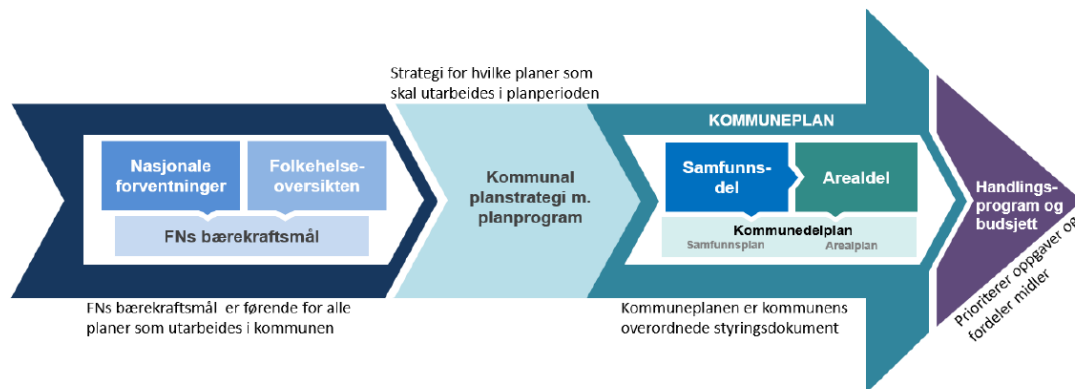 Strategi for hvilke planer som
skal utarbeides i planperioden
Nasjonale
forventninger
Folkehelse-
oversikten
FNs bærekraftsmål
FNs bærekraftsmål  er førende for alle
planer som utarbeides i kommunen
Kommunal
planstrategi m.
planprogram
KOMMUNEPLAN
Samfunns-
del
Arealdel
Kommunedelplan
Samfunnsplan
Arealplan
Kommuneplanen er kommunens
overordnede styringsdokument
Handlings-
program og
budsjett
Prioriterer oppgaver og
fordeler midler